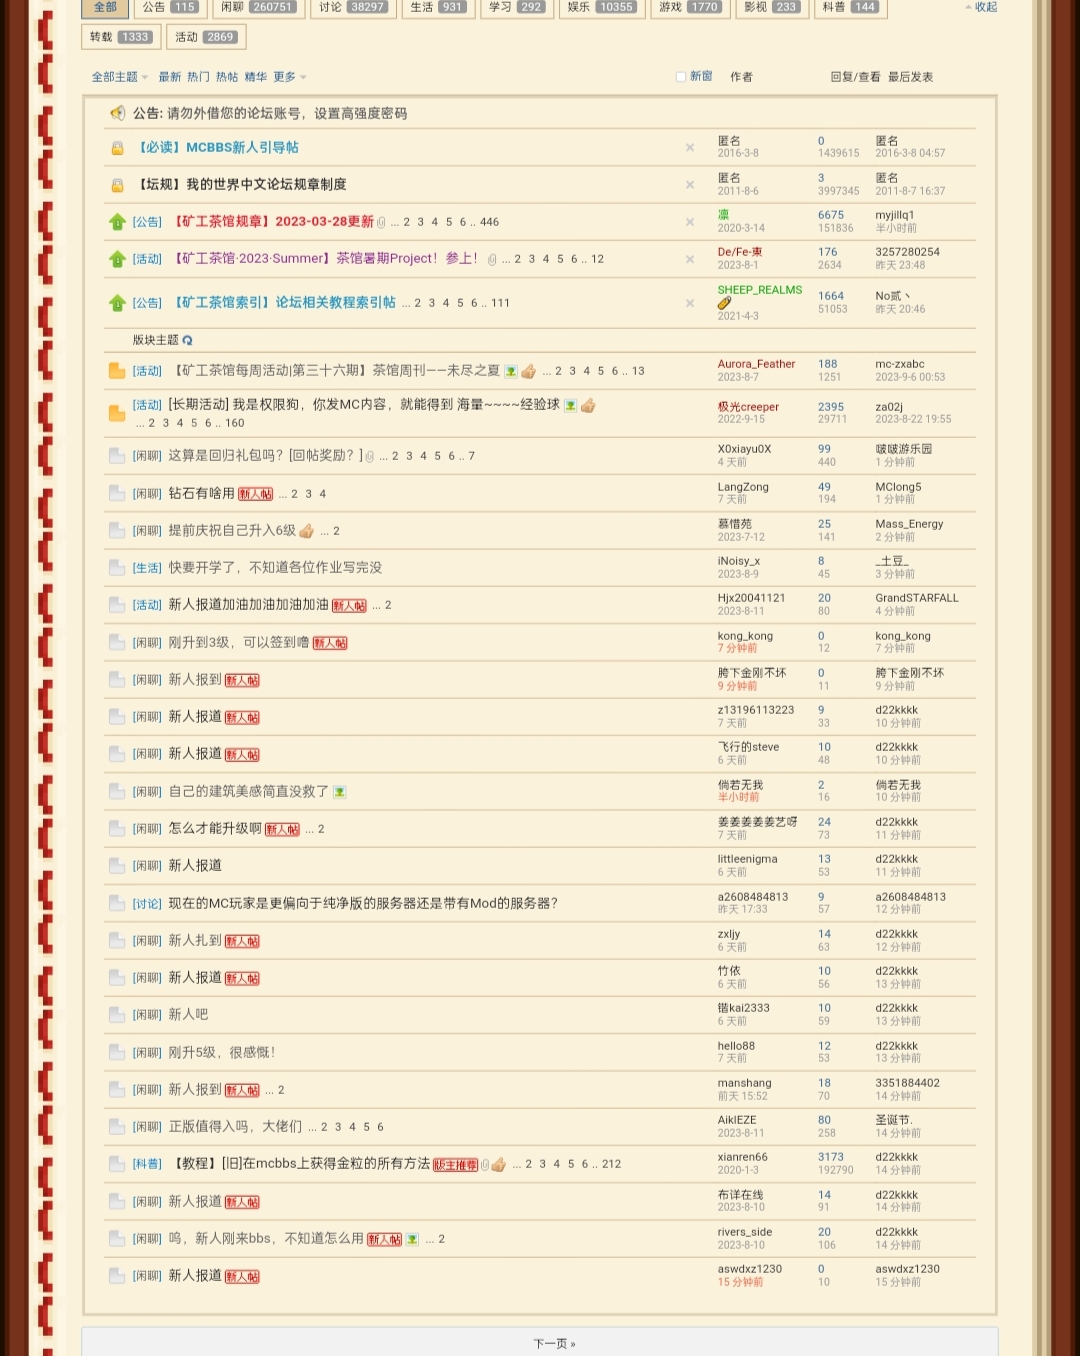 全部 公告 115 闲聊 260751 讨论 38297 生活 931 学习 292 娱乐 10355 游戏 1770 影视 233 科普 144 收起
转载 1333 活动 2869
全部主题 最新 热门 热帖 精华 更多 新窗 作者 回复/查看 最后发表
公告: 请勿外借您的论坛账号，设置高强度密码
【必读】MCBBS新人引导帖 匿名 0 匿名
2016-3-8 1439615 2016-3-8 04:57
【坛规】我的世界中文论坛规章制度 匿名 3 匿名
2011-8-6 3997345 2011-8-7 16:37
[公告] 【矿工茶馆规章】2023-03-28更新 ... 2 3 4 5 6 .. 446 凛 6675 myjillq1
2020-3-14 151836 半小时前
[活动] 【矿工茶馆·2023·Summer】茶馆暑期Project！参上！ ... 2 3 4 5 6 .. 12 De/Fe-東 176 3257280254
2023-8-1 2634 昨天 23:48
[公告] 【矿工茶馆索引】论坛相关教程索引帖 ... 2 3 4 5 6 .. 111 SHEEP_REALMS 1664 No贰丶
2021-4-3 51053 昨天 20:46
版块主题
[活动] 【矿工茶馆每周活动|第三十六期】茶馆周刊——未尽之夏 ... 2 3 4 5 6 .. 13 Aurora_Feather 188 mc-zxabc
2023-8-7 1251 2023-9-6 00:53
[活动] [长期活动] 我是权限狗，你发MC内容，就能得到 海量~~~~经验球 极光creeper 2395 za02j
... 2 3 4 5 6 .. 160 2022-9-15 29711 2023-8-22 19:55
[闲聊] 这算是回归礼包吗？[回帖奖励？] ... 2 3 4 5 6 .. 7 X0xiayu0X 99 啵啵游乐园
4 天前 440 1 分钟前
[闲聊] 钻石有啥用 新人帖 ... 2 3 4 LangZong 49 MClong5
7 天前 194 1 分钟前
[闲聊] 提前庆祝自己升入6级 ... 2 慕惜苑 25 Mass_Energy
2023-7-12 141 2 分钟前
[生活] 快要开学了，不知道各位作业写完没 iNoisy_x 8 _土豆_
2023-8-9 45 3 分钟前
[活动] 新人报道加油加油加油加油 新人帖 ... 2 Hjx20041121 20 GrandSTARFALL
2023-8-11 80 4 分钟前
[闲聊] 刚升到3级，可以签到噜 新人帖 kong_kong 0 kong_kong
7 分钟前 12 7 分钟前
[闲聊] 新人报到 新人帖 胯下金刚不坏 0 胯下金刚不坏
9 分钟前 11 9 分钟前
[闲聊] 新人报道 新人帖 z13196113223 9 d22kkkk
7 天前 33 10 分钟前
[闲聊] 新人报道 新人帖 飞行的steve 10 d22kkkk
6 天前 48 10 分钟前
[闲聊] 自己的建筑美感简直没救了 倘若无我 2 倘若无我
半小时前 16 10 分钟前
[闲聊] 怎么才能升级啊 新人帖 ... 2 姜姜姜姜姜艺呀 24 d22kkkk
7 天前 73 11 分钟前
[闲聊] 新人报道 littleenigma 13 d22kkkk
6 天前 53 11 分钟前
[讨论] 现在的MC玩家是更偏向于纯净版的服务器还是带有Mod的服务器？ a2608484813 9 a2608484813
昨天 17:33 57 12 分钟前
[闲聊] 新人扎到 新人帖 zxljy 14 d22kkkk
6 天前 63 12 分钟前
[闲聊] 新人报道 新人帖 竹依 10 d22kkkk
6 天前 56 13 分钟前
[闲聊] 新人吧 锴kai2333 10 d22kkkk
6 天前 59 13 分钟前
[闲聊] 刚升5级，很感慨！ hello88 12 d22kkkk
7 天前 53 13 分钟前
[闲聊] 新人报到 新人帖 ... 2 manshang 18 3351884402
前天 15:52 70 14 分钟前
[闲聊] 正版值得入吗，大佬们 ... 2 3 4 5 6 AiklEZE 80 圣诞节.
2023-8-11 258 14 分钟前
[科普] 【教程】[旧]在mcbbs上获得金粒的所有方法 版主推荐 ... 2 3 4 5 6 .. 212 xianren66 3173 d22kkkk
2020-1-3 192790 14 分钟前
[闲聊] 新人报道 新人帖 布详在线 14 d22kkkk
2023-8-10 91 14 分钟前
[闲聊] 呜，新人刚来bbs，不知道怎么用 新人帖 ... 2 rivers_side 20 d22kkkk
2023-8-10 106 14 分钟前
[闲聊] 新人报道 新人帖 aswdxz1230 0 aswdxz1230
15 分钟前 10 15 分钟前
下一页 »